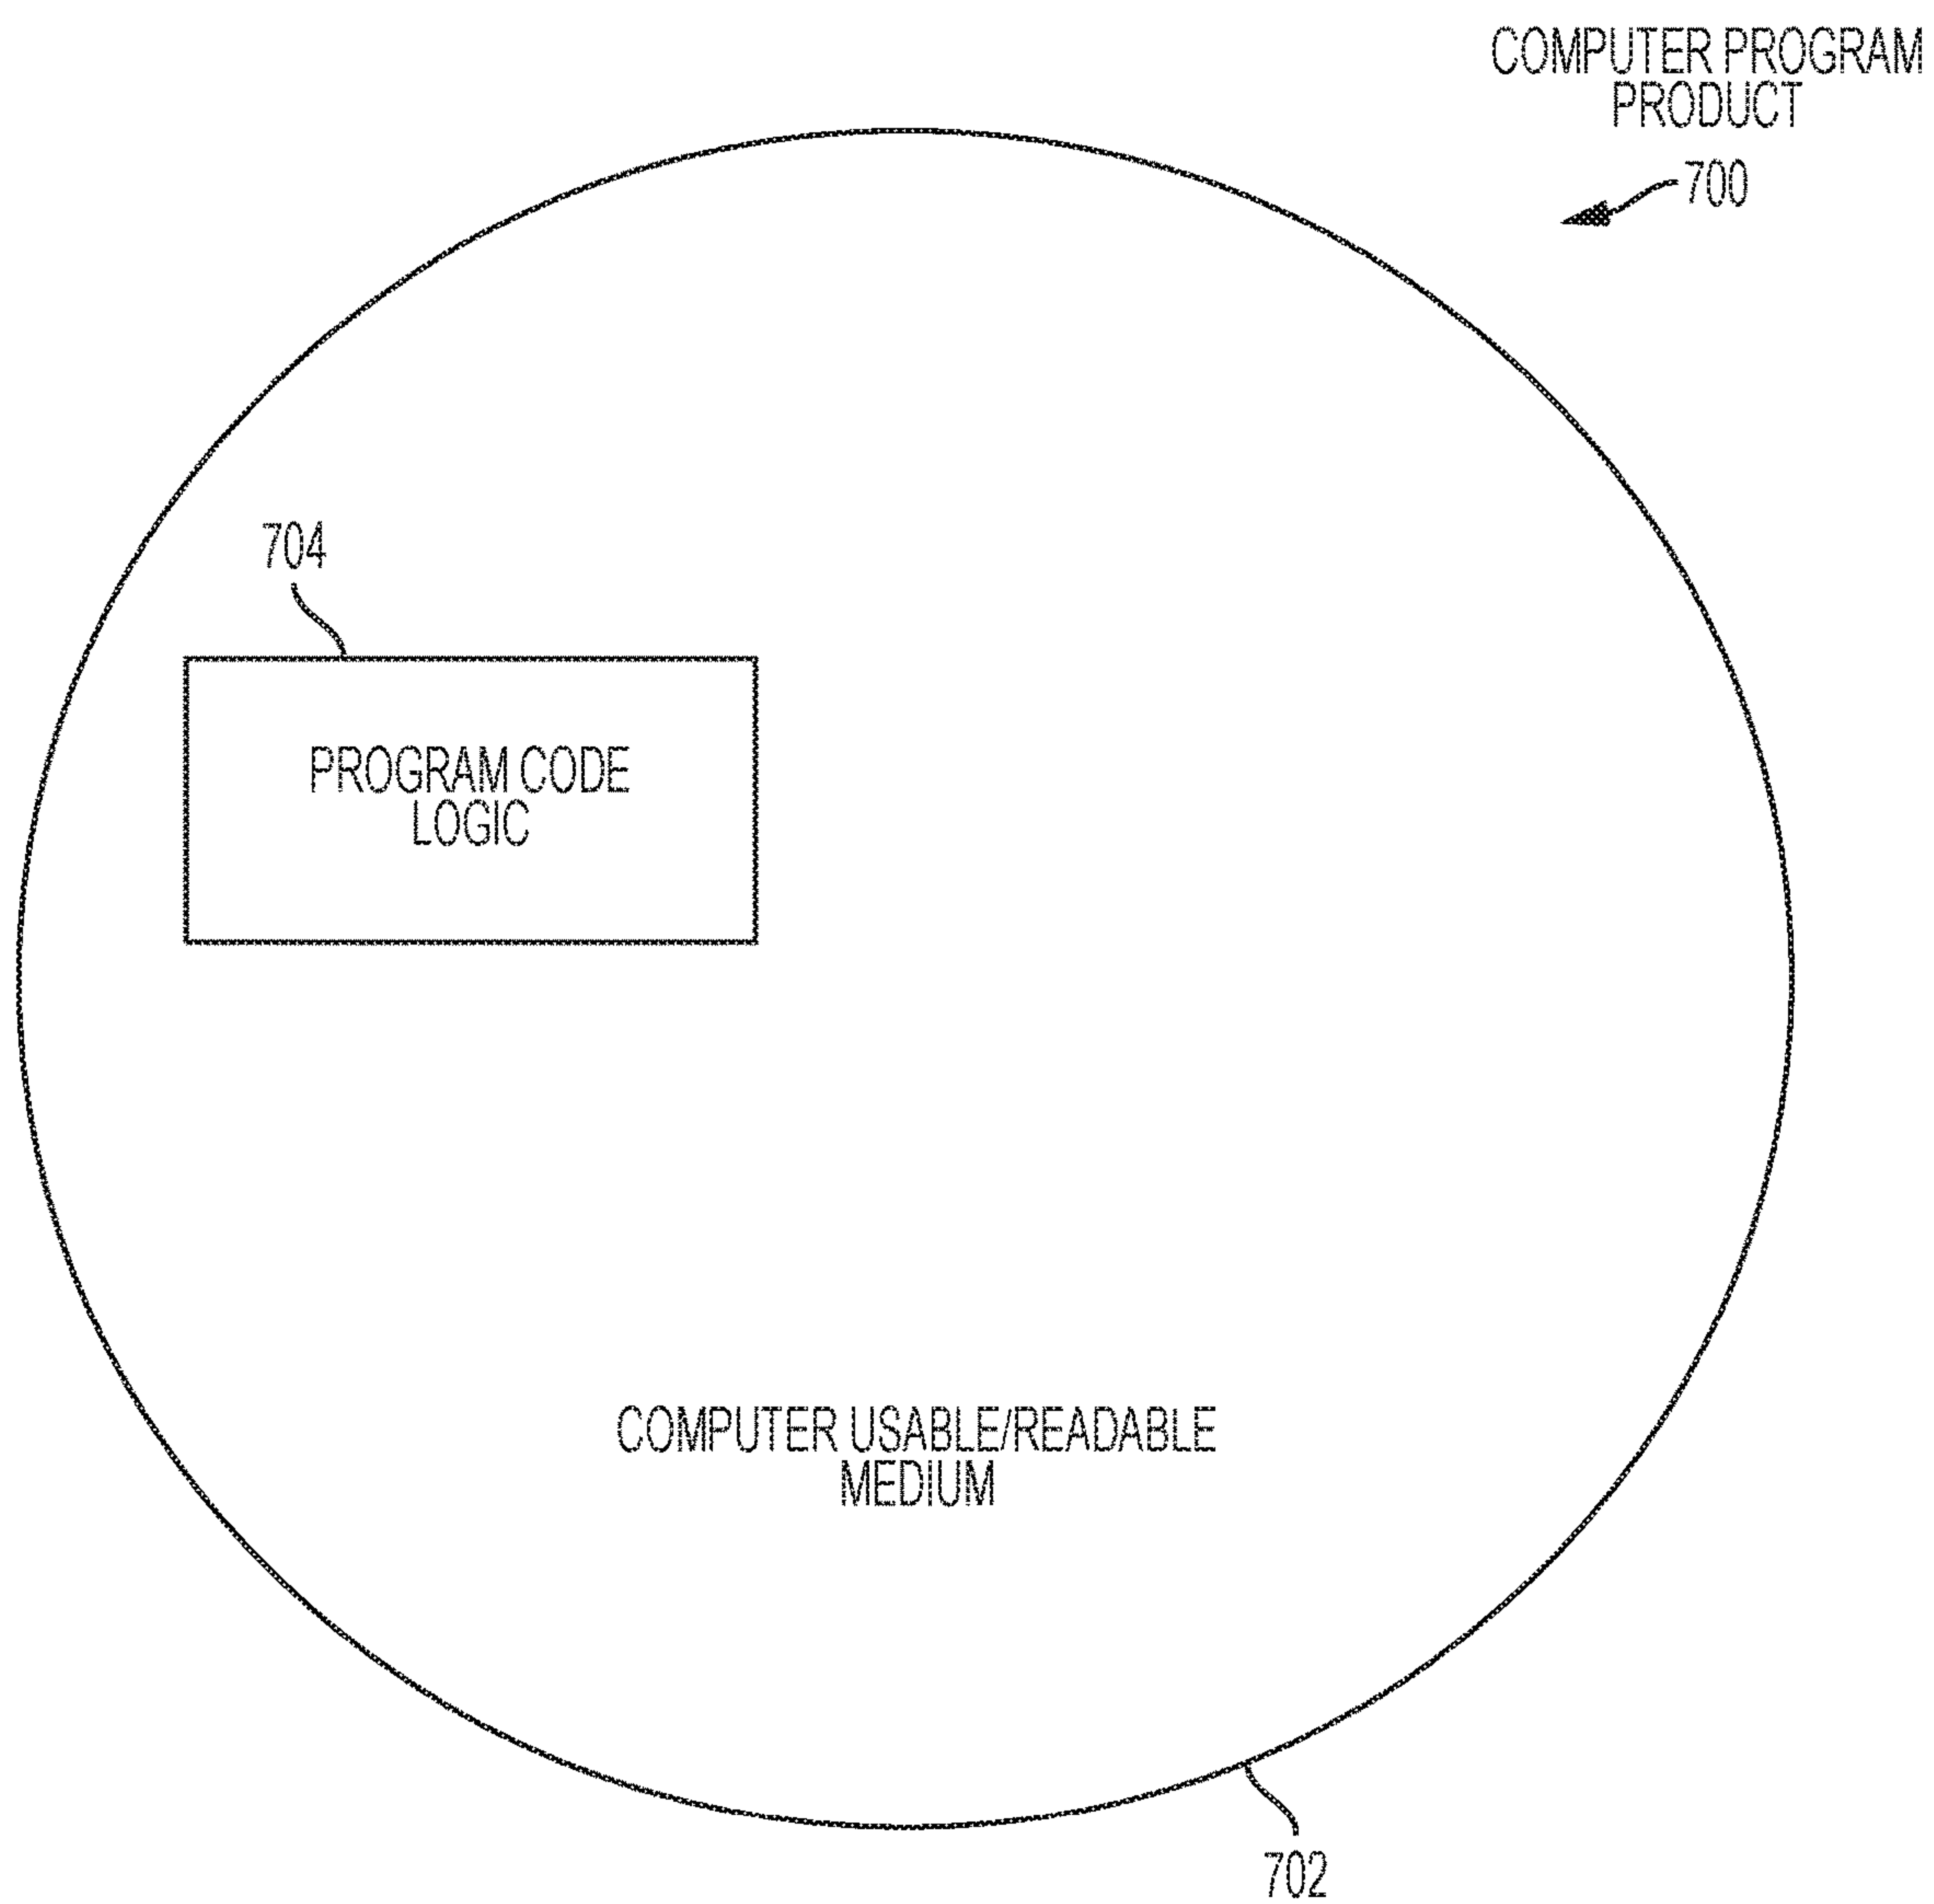 COMPUTER PROGRAM
PRODUCT
700
704
PROGRAM CODE
LOGIC
COMPUTER USABLE/READABLE
MEDIUM
702